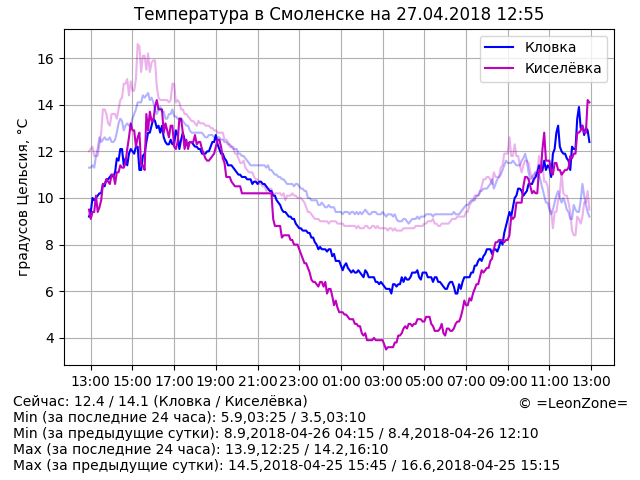 Температура в Смоленске на 27.04.2018 12:55
Кловка
Киселёвка
градусов Цельсия, °C
16
14
12
10
8
6
4
13:00 15:00 17:00 19:00 21:00 23:00 01:00 03:00 05:00 07:00 09:00 11:00 13:00
Сейчас: 12.4 / 14.1 (Кловка / Киселёвка)
© =LeonZone=
Min (за последние 24 часа): 5.9,03:25 / 3.5,03:10
Min (за предыдущие сутки): 8.9,2018-04-26 04:15 / 8.4,2018-04-26 12:10
Max (за последние 24 часа): 13.9,12:25 / 14.2,16:10
Max (за предыдущие сутки): 14.5,2018-04-25 15:45 / 16.6,2018-04-25 15:15